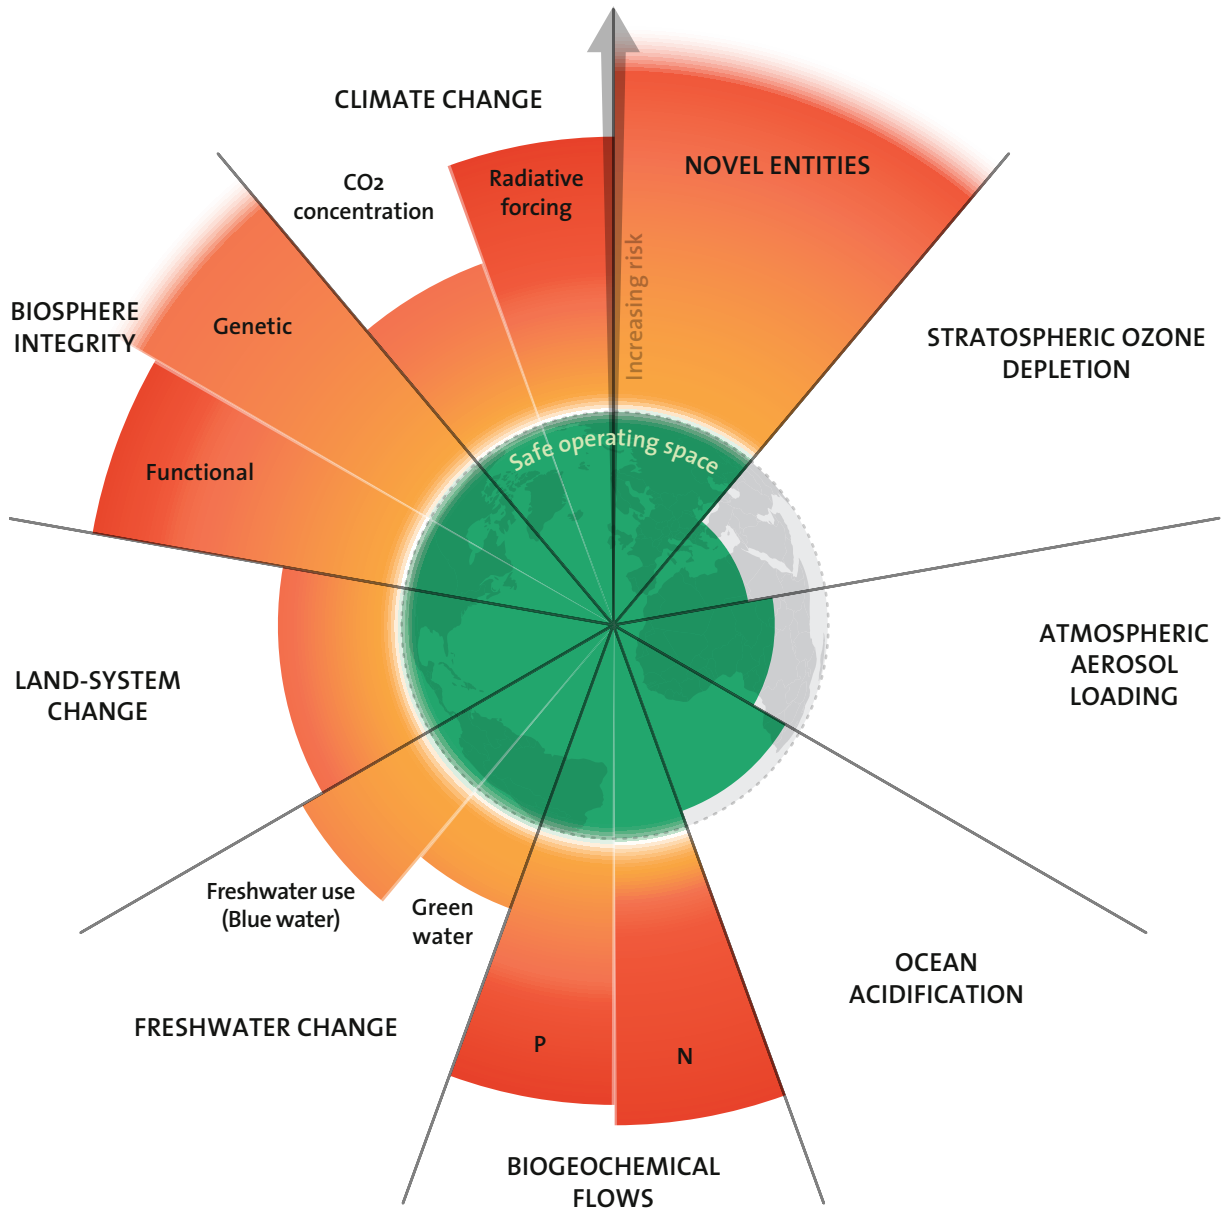 CLIMATE CHANGE
CO2
concentration
Radiative
forcing
NOVEL ENTITIES
Increasing risk
BIOSPHERE
INTEGRITY
Genetic
Functional
STRATOSPHERIC OZONE
DEPLETION
Safe operating space
ATMOSPHERIC
AEROSOL
LOADING
LAND-SYSTEM
CHANGE
Freshwater use
(Blue water)
Green
water
FRESHWATER CHANGE
OCEAN
ACIDIFICATION
P
N
BIOGEOCHEMICAL
FLOWS